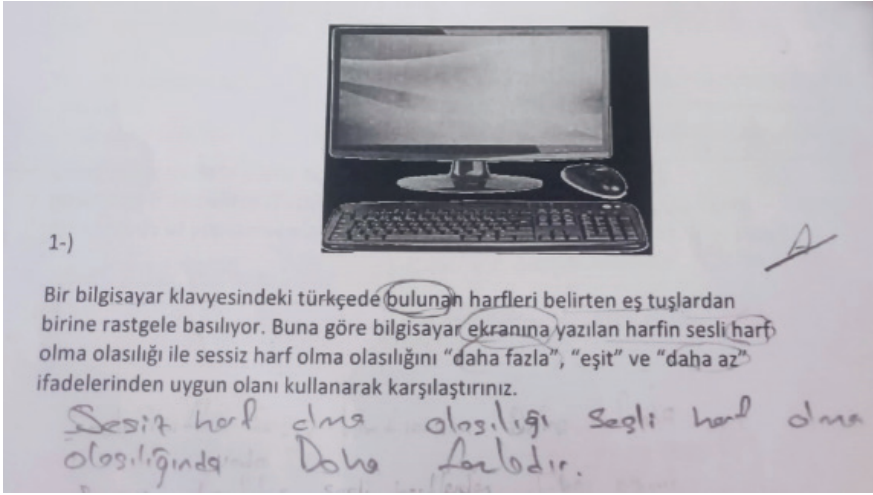 1-)
A
Bir bilgisayar klavyesindeki türkçede bulunan harfleri belirten eş tuşlardan
birine rastgele basılıyor. Buna göre bilgisayar ekranına yazılan harfin sesli harf
olma olasılığı ile sessiz harf olma olasılığını “daha fazla”, “eşit” ve “daha az”
ifadelerinden uygun olanı kullanarak karşılaştırınız.
Sesiz harf olma olasılığı Sesli harf olma
olasılığında Daha fazladır.